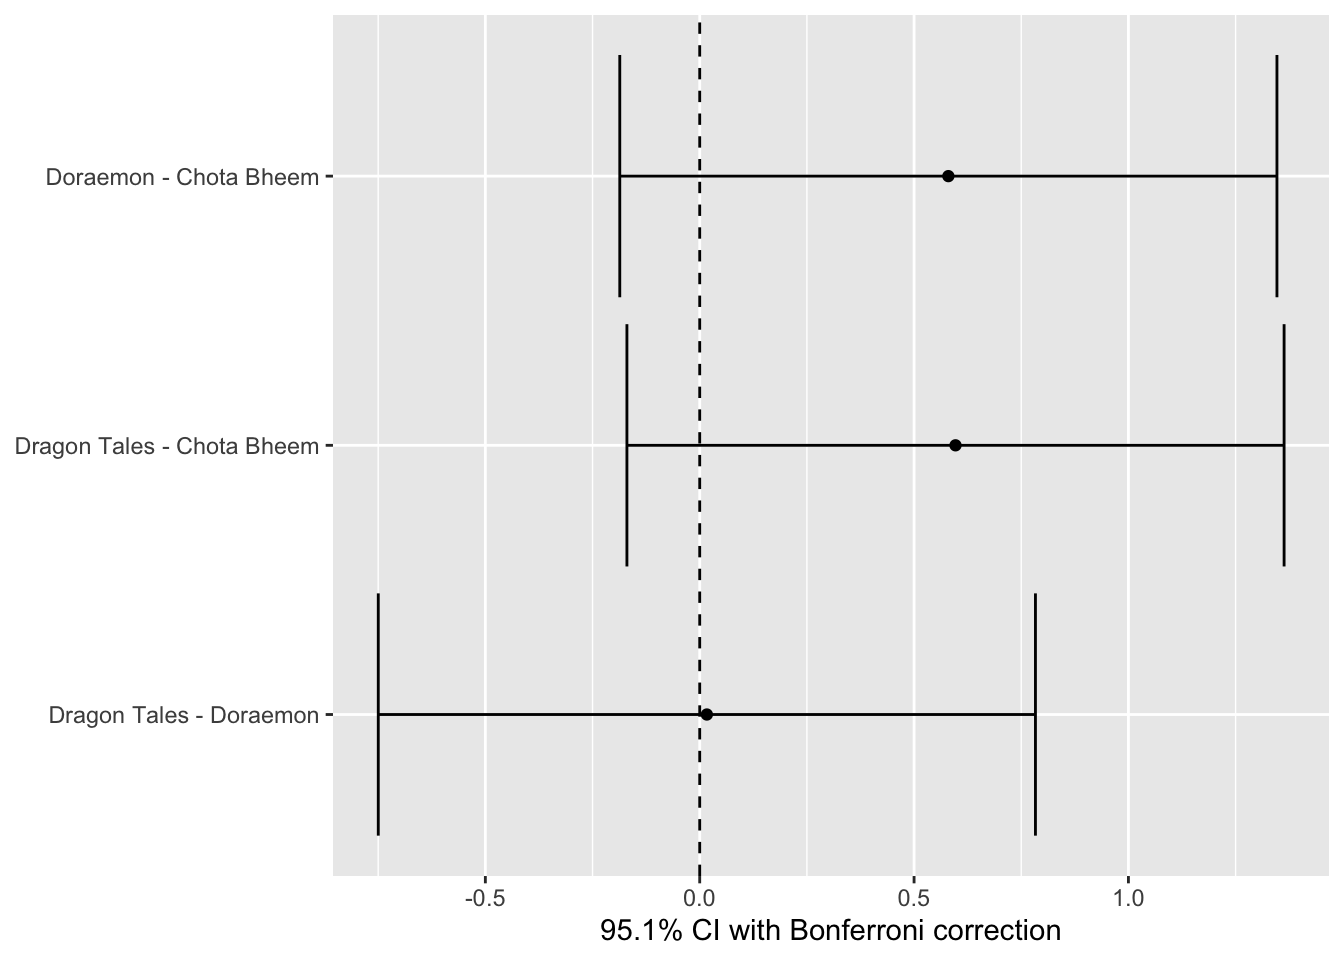 Doraemon - Chota Bheem
Dragon Tales - Chota Bheem
Dragon Tales - Doraemon
-0.5 0.0 0.5 1.0
95.1% CI with Bonferroni correction